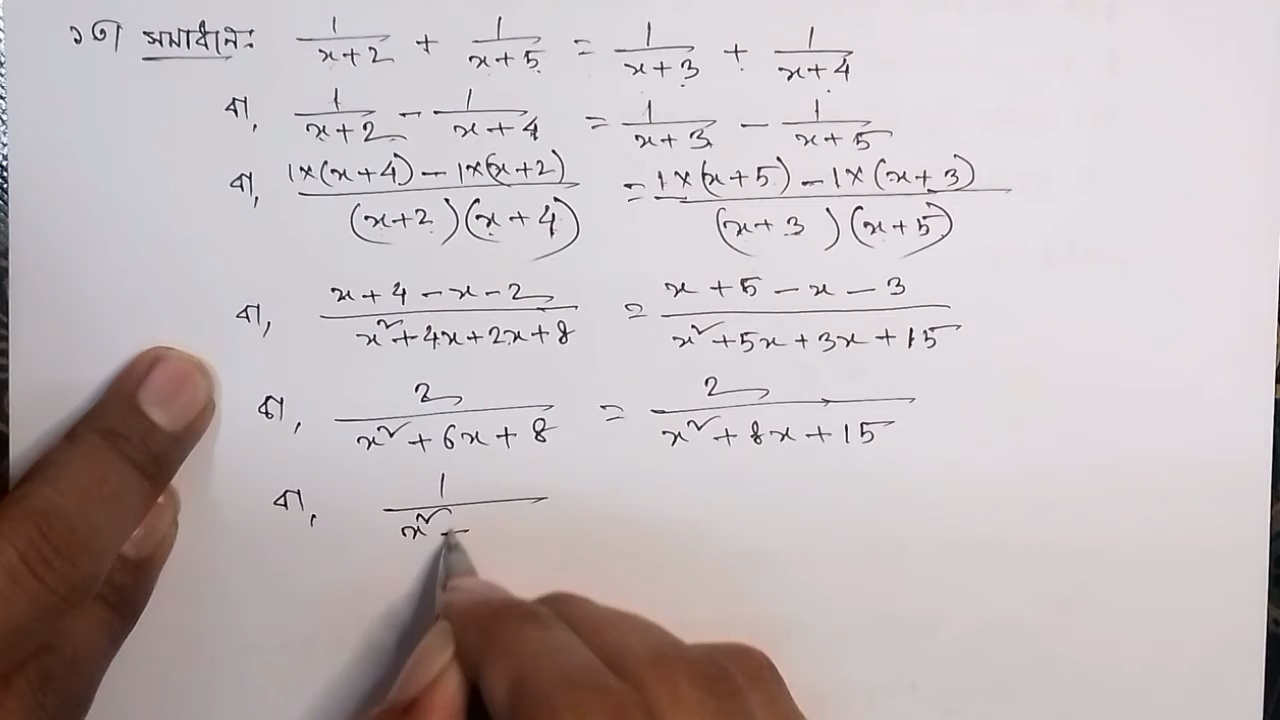 ১৩। সমাধানঃ 1/(x+2) + 1/(x+5) = 1/(x+3) + 1/(x+4)
বা, 1/(x+2) - 1/(x+4) = 1/(x+3) - 1/(x+5)
বা, (1×(x+4) - 1×(x+2))/((x+2)(x+4)) = (1×(x+5) - 1×(x+3))/((x+3)(x+5))
বা, (x+4-x-2)/(x²+4x+2x+8) = (x+5-x-3)/(x²+5x+3x+15)
বা, 2/(x²+6x+8) = 2/(x²+8x+15)
বা, 1/(x² -